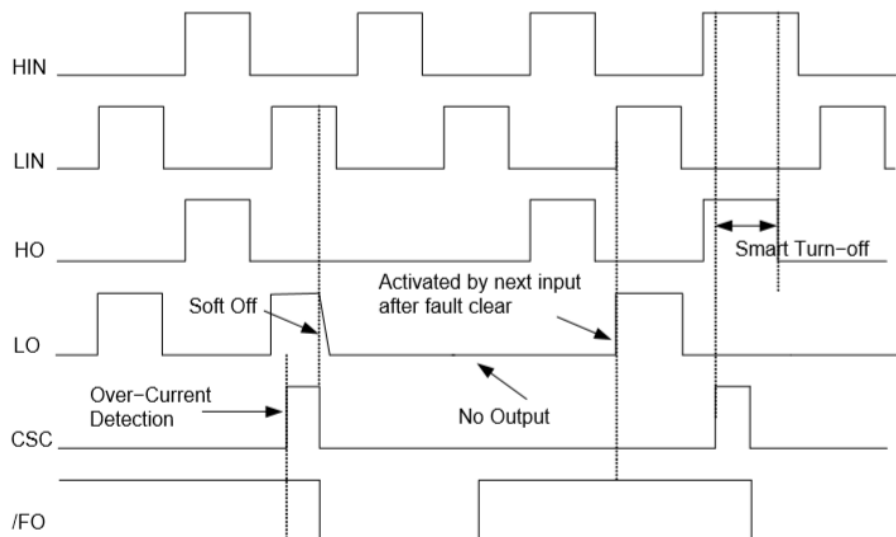 HIN
LIN
HO
Smart Turn-off
Activated by next input
after fault clear
Soft Off
LO
Over-Current
Detection
No Output
CSC
/FO